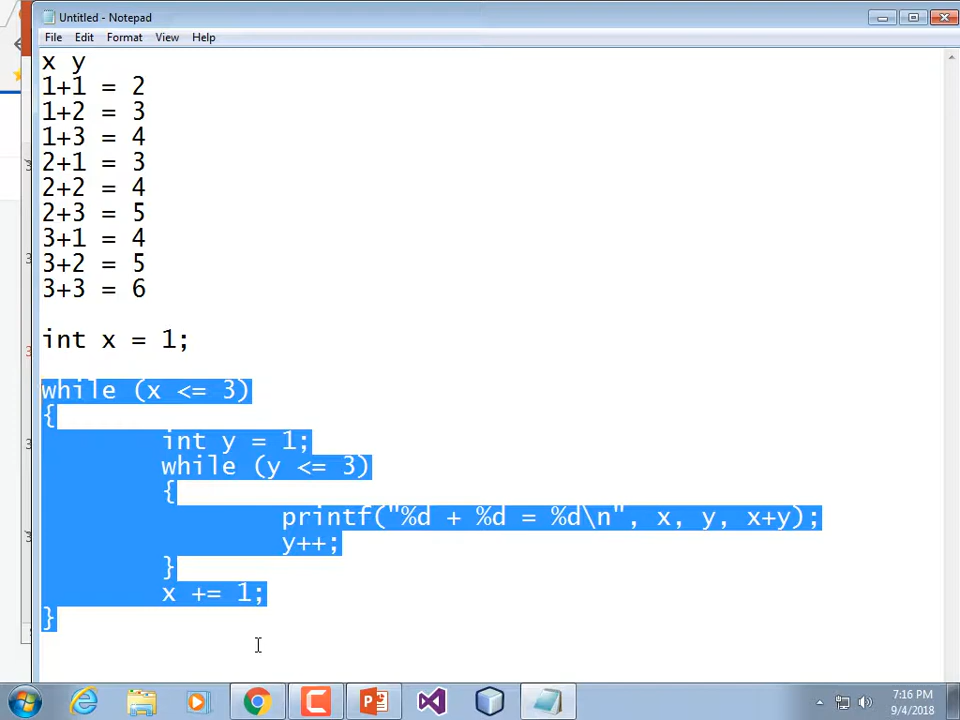 Untitled - Notepad
File Edit Format View Help
x y
1+1 = 2
1+2 = 3
1+3 = 4
2+1 = 3
2+2 = 4
2+3 = 5
3+1 = 4
3+2 = 5
3+3 = 6
int x = 1;
while (x <= 3)
{
int y = 1;
while (y <= 3)
{
printf("%d + %d = %d\n", x, y, x+y);
y++;
}
x += 1;
}
7:16 PM
9/4/2018